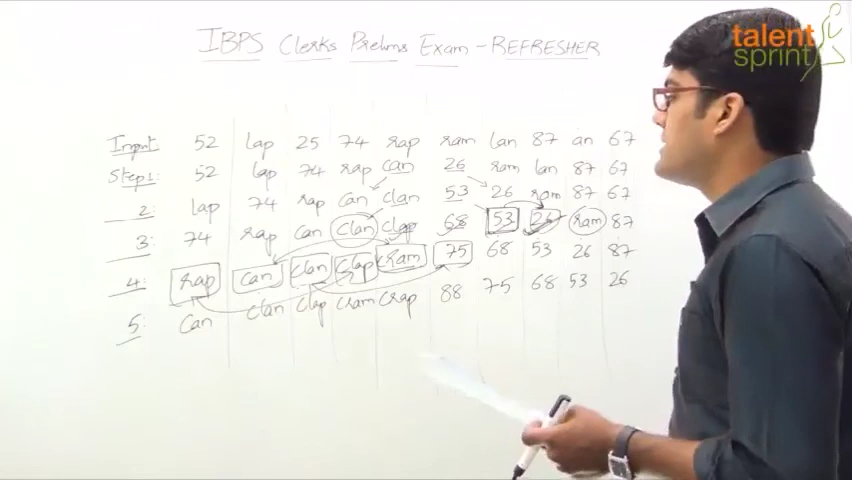 IBPS Clerks Prelims Exam - REFRESHER
talent
sprint
Input 52 lap 25 74 rap ram lan 87 an 67
Step1: 52 lap 74 rap can 26 ram lan 87 67
2: lap 74 rap can clan 53 26 ram 87 67
3: 74 rap can clan clap 68 53 26 ram 87
4: rap can clan clap cram 75 68 53 26 87
5: can clan clap cram crap 88 75 68 53 26